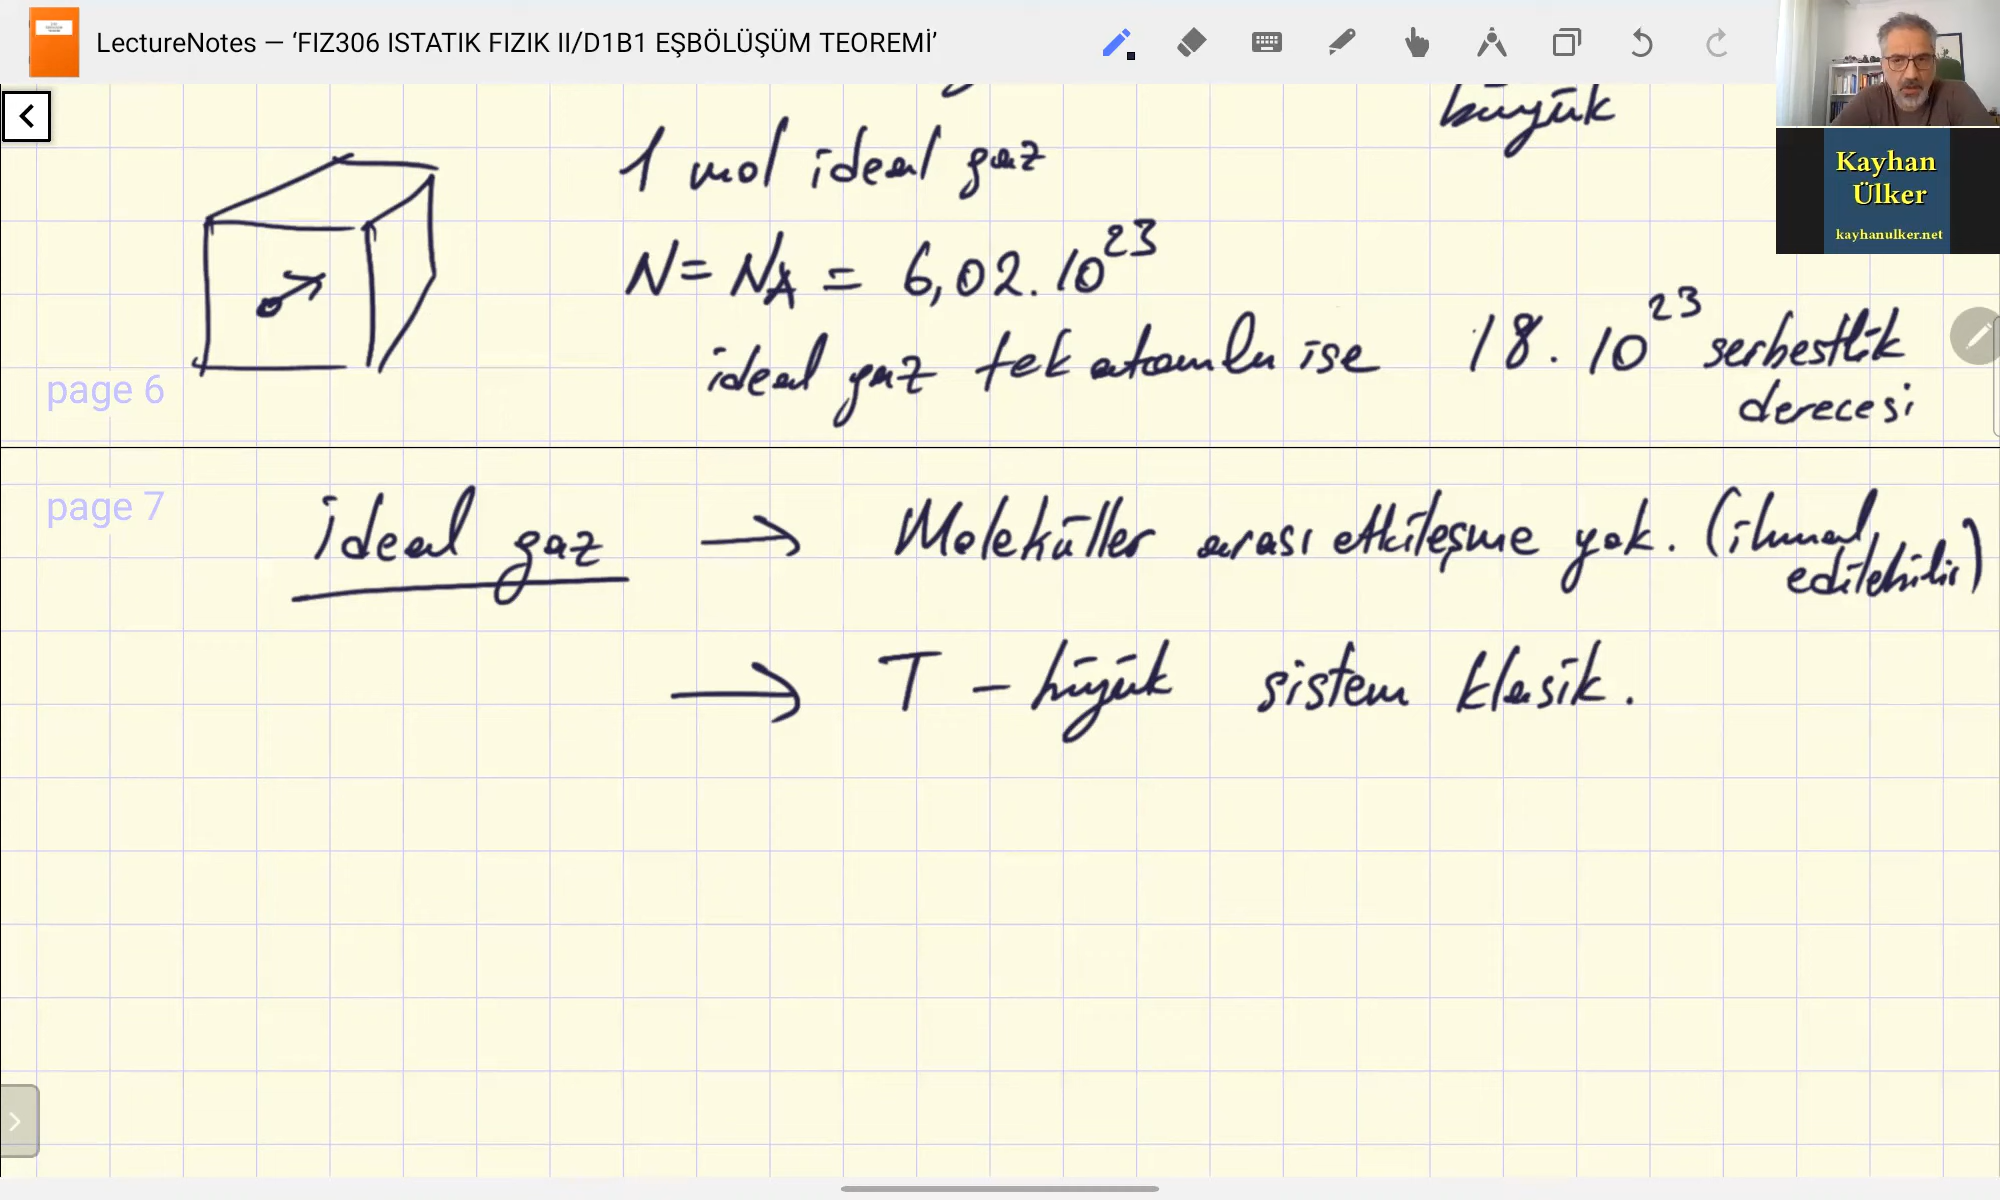 LectureNotes — ‘FIZ306 ISTATIK FIZIK II/D1B1 EŞBÖLÜŞÜM TEOREMİ’
Kayhan
Ülker
kayhanulker.net
büyük
1 mol ideal gaz
N = NA = 6,02.10^23
ideal gaz tek atomlu ise 18.10^23 serbestlik
derecesi
page 6
page 7
ideal gaz → Moleküller arası etkileşme yok. (ihmal
edilebilir)
→ T - büyük sistem klasik.